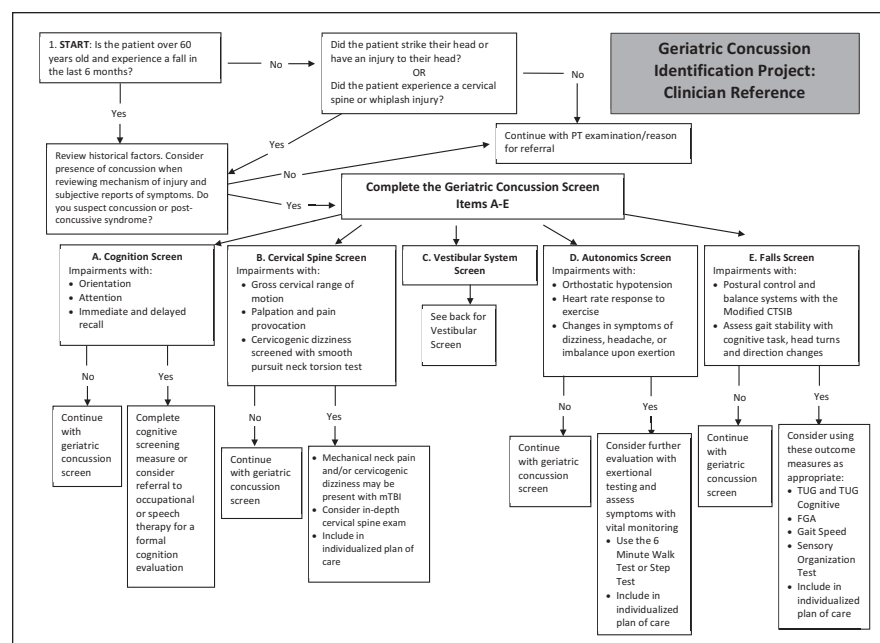 1. START: Is the patient over 60
years old and experience a fall in
the last 6 months?
No
Did the patient strike their head or
have an injury to their head?
OR
Did the patient experience a cervical
spine or whiplash injury?
Geriatric Concussion
Identification Project:
Clinician Reference
No
Yes
Yes
Continue with PT examination/reason
for referral
Review historical factors. Consider
presence of concussion when
reviewing mechanism of injury and
subjective reports of symptoms. Do
you suspect concussion or post-
concussive syndrome?
No
Yes
Complete the Geriatric Concussion Screen
Items A-E
A. Cognition Screen
Impairments with:
• Orientation
• Attention
• Immediate and delayed
recall
No
Yes
Continue
with
geriatric
concussion
screen
Complete
cognitive
screening
measure or
consider
referral to
occupational
or speech
therapy for a
formal
cognition
evaluation
B. Cervical Spine Screen
Impairments with:
• Gross cervical range of
motion
• Palpation and pain
provocation
• Cervicogenic dizziness
screened with smooth
pursuit neck torsion test
No
Yes
Continue
with geriatric
concussion
screen
• Mechanical neck pain
and/or cervicogenic
dizziness may be
present with mTBI
• Consider in-depth
cervical spine exam
• Include in
individualized plan of
care
C. Vestibular System
Screen
See back for
Vestibular
Screen
D. Autonomics Screen
Impairments with:
• Orthostatic hypotension
• Heart rate response to
exercise
• Changes in symptoms of
dizziness, headache, or
imbalance upon exertion
No
Yes
Continue
with geriatric
concussion
screen
Consider further
evaluation with
exertional
testing and
assess
symptoms with
vital monitoring
• Use the 6
Minute Walk
Test or Step
Test
• Include in
individualized
plan of care
E. Falls Screen
Impairments with:
• Postural control and
balance systems with the
Modified CTSIB
• Assess gait stability with
cognitive task, head turns
and direction changes
No
Yes
Continue
with
geriatric
concussion
screen
Consider using
these outcome
measures as
appropriate:
• TUG and TUG
Cognitive
• FGA
• Gait Speed
• Sensory
Organization
Test
• Include in
individualized
plan of care